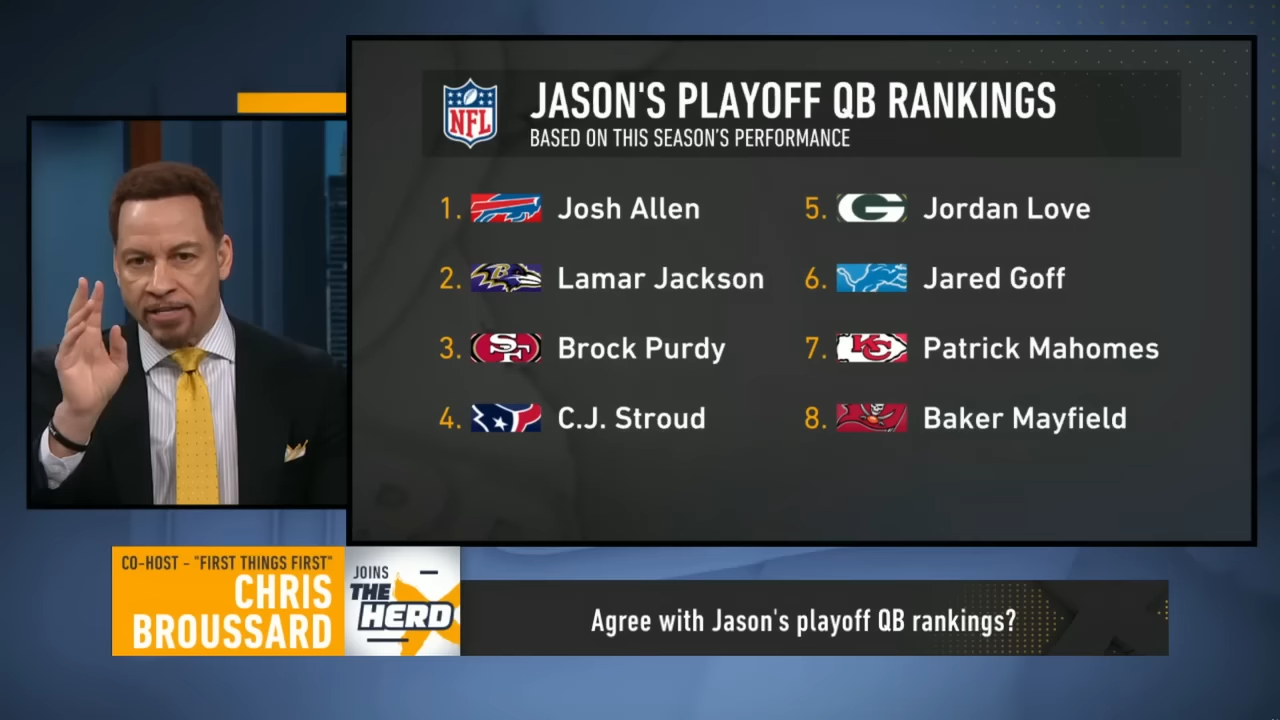 NFL
JASON'S PLAYOFF QB RANKINGS
BASED ON THIS SEASON'S PERFORMANCE
1. Josh Allen
2. Lamar Jackson
3. SF Brock Purdy
4. C.J. Stroud
5. G Jordan Love
6. Jared Goff
7. KC Patrick Mahomes
8. Baker Mayfield
CO-HOST - "FIRST THINGS FIRST"
CHRIS
BROUSSARD
JOINS
THE
HERD
Agree with Jason's playoff QB rankings?